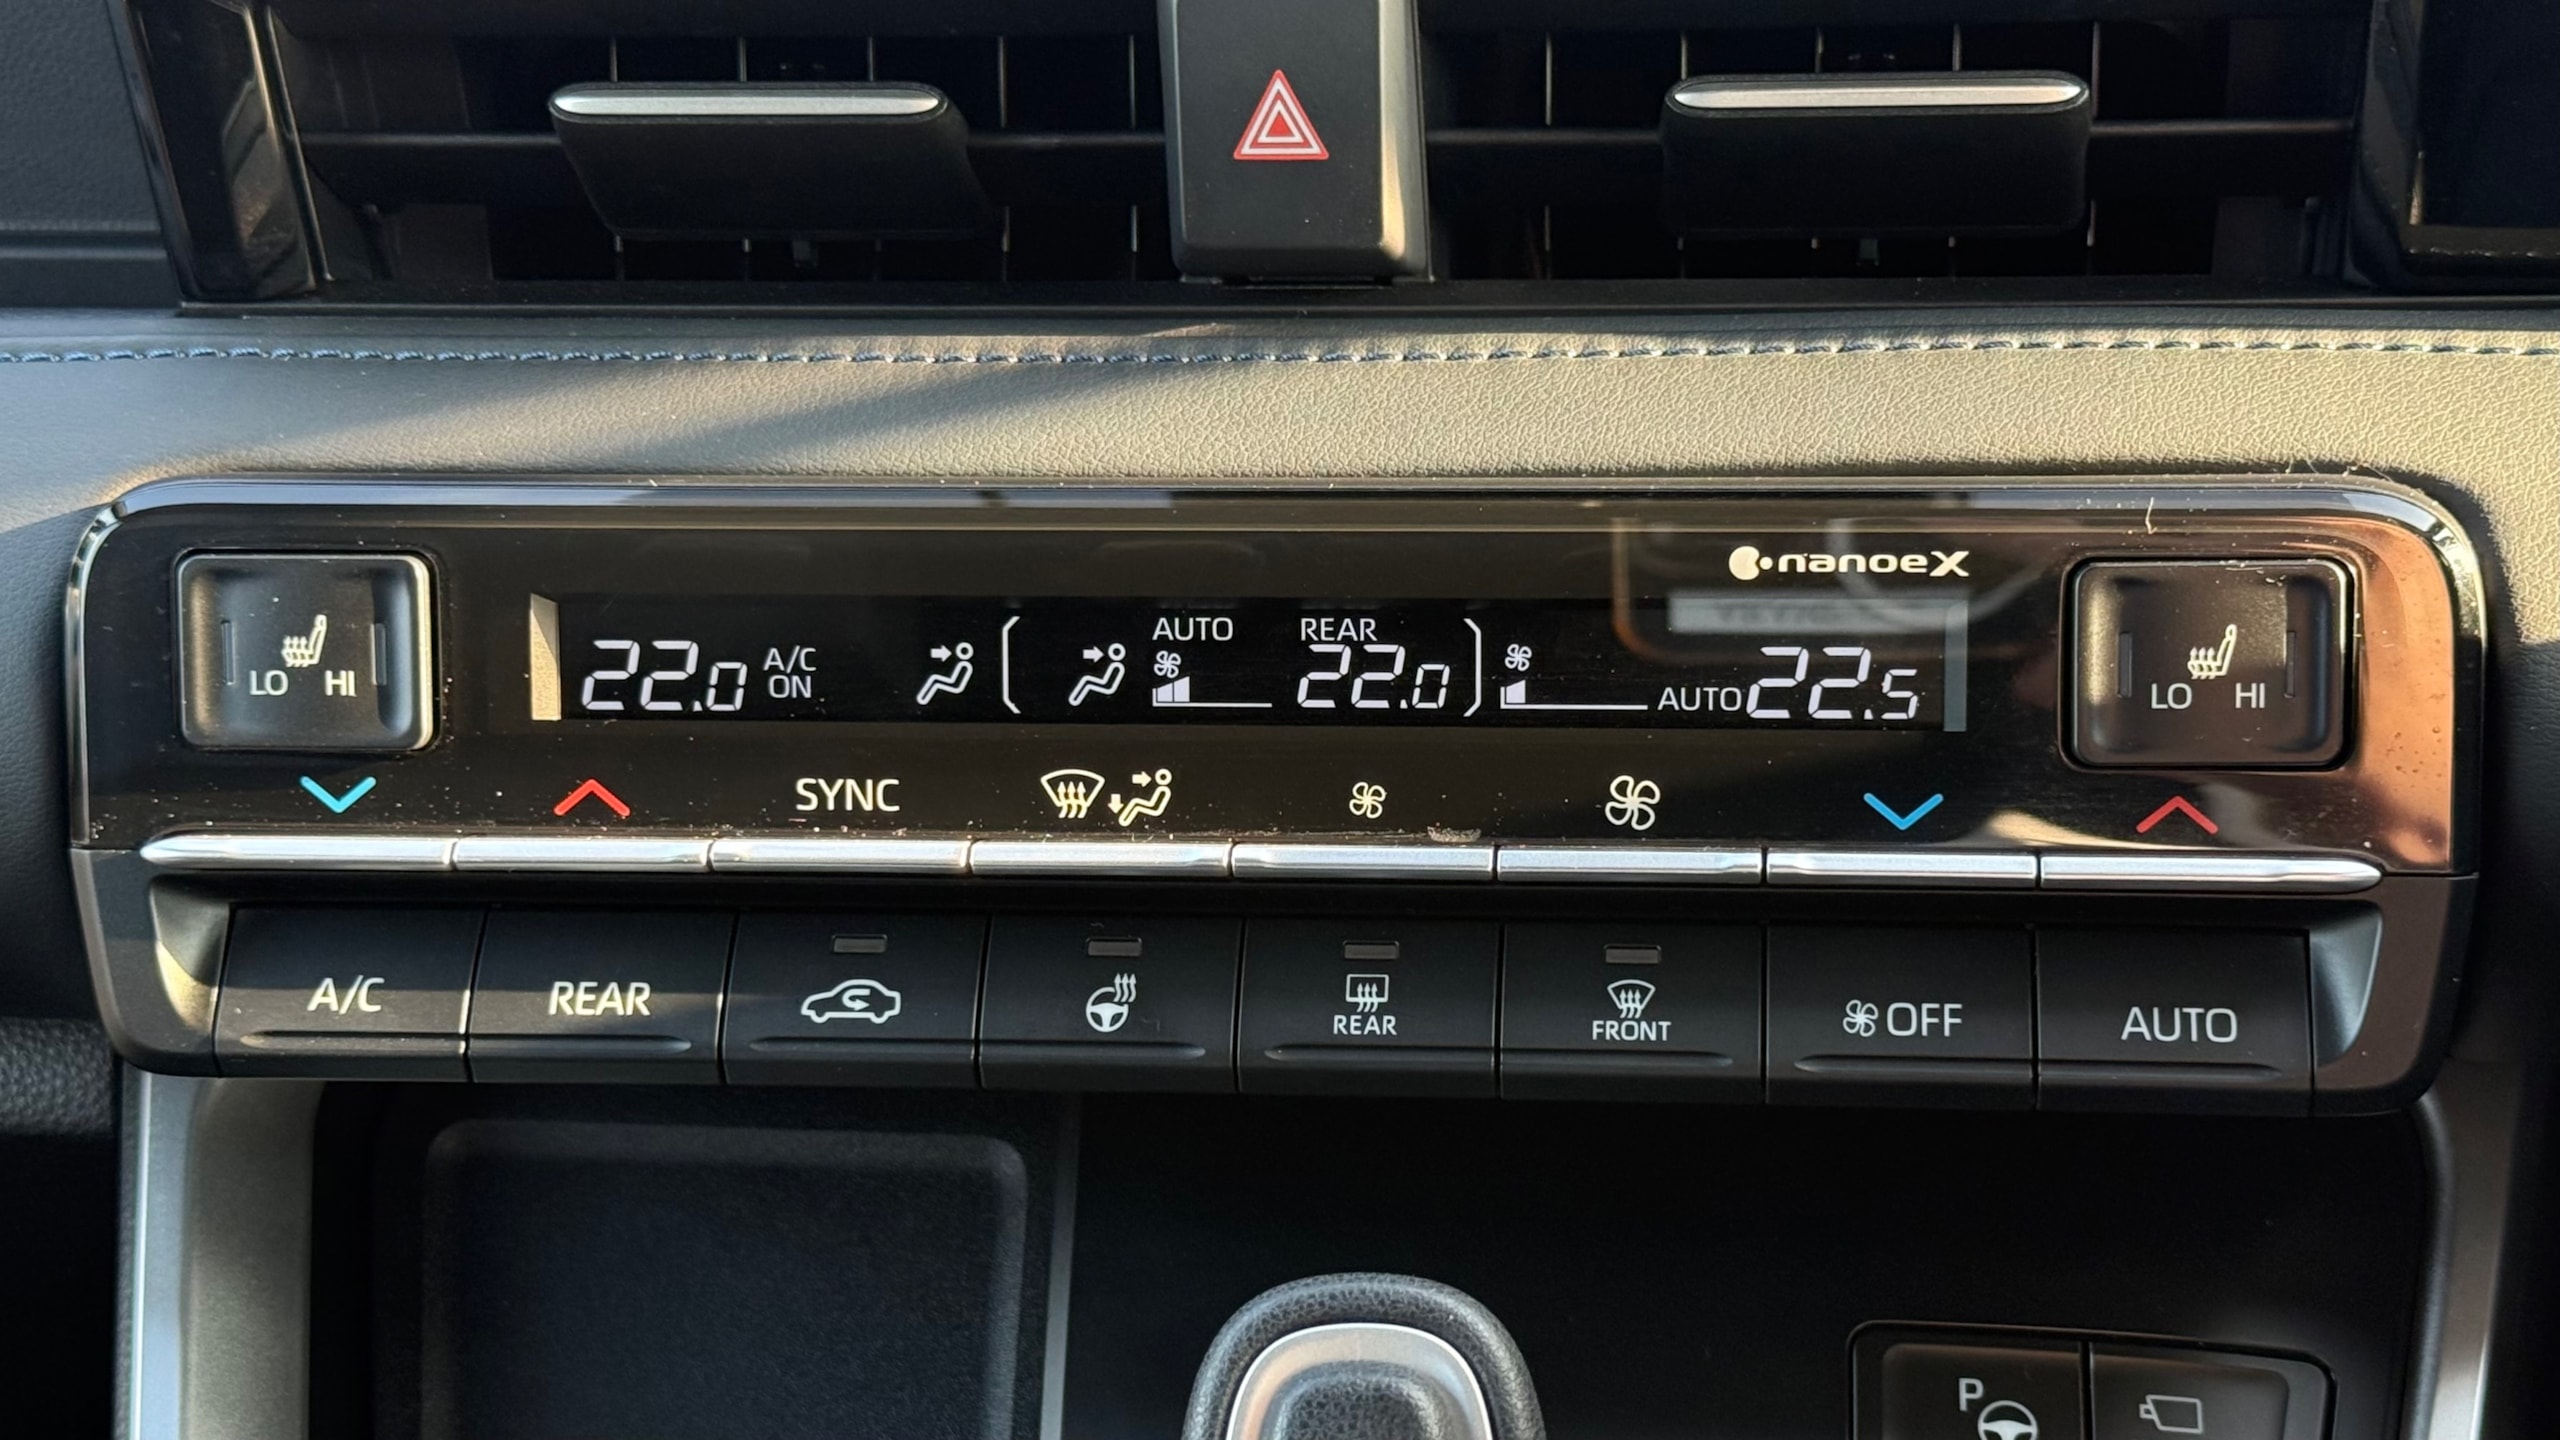 nanoeX
LO HI
22.0 A/C ON
AUTO
REAR 22.0
AUTO 22.5
LO HI
SYNC
A/C
REAR
REAR
FRONT
OFF
AUTO
P